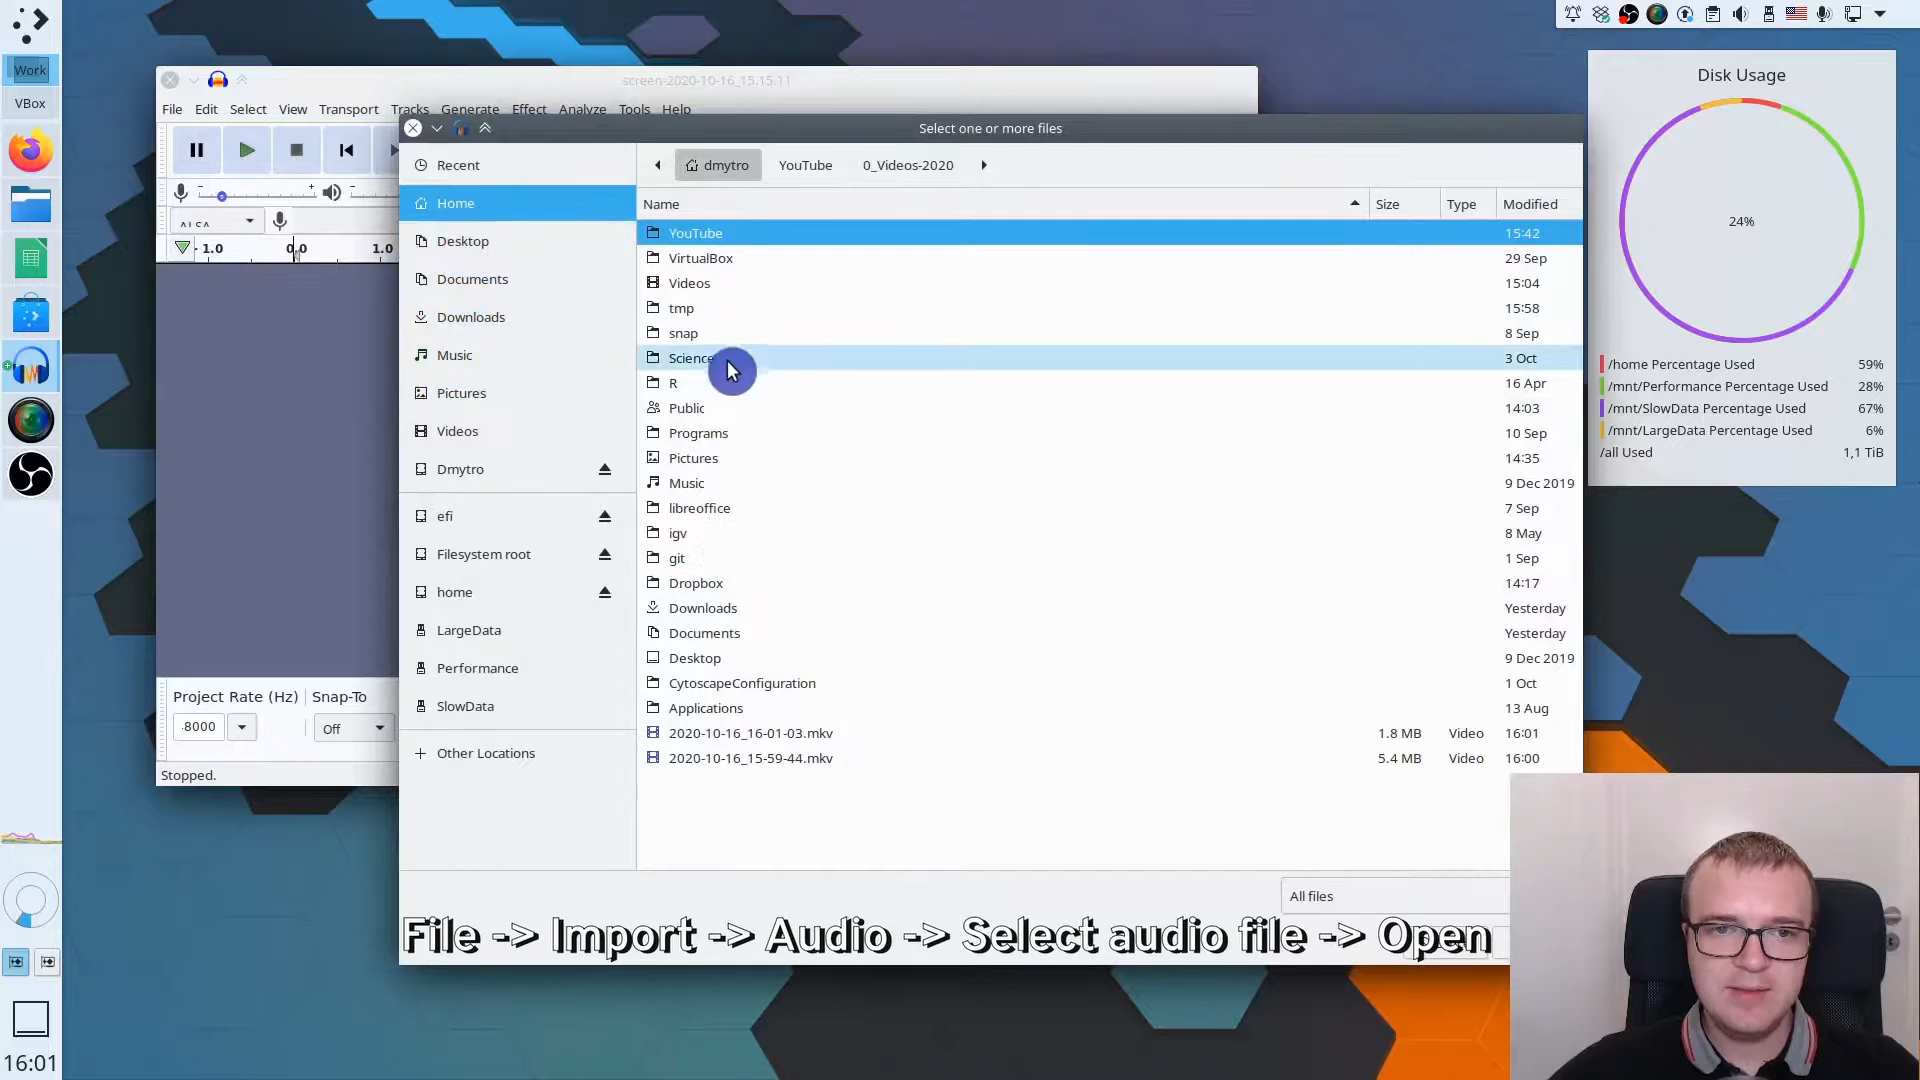 Work
VBox
16:01
screen-2020-10-16_15.15.11
File Edit Select View Transport Tracks Generate Effect Analyze Tools Help
- + -
ALSA
- 1.0 0.0 1.0
Project Rate (Hz) Snap-To
8000 Off
Stopped.
Select one or more files
Recent
Home
Desktop
Documents
Downloads
Music
Pictures
Videos
Dmytro
efi
Filesystem root
home
LargeData
Performance
SlowData
+ Other Locations
dmytro YouTube 0_Videos-2020
Name Size Type Modified
YouTube 15:42
VirtualBox 29 Sep
Videos 15:04
tmp 15:58
snap 8 Sep
Science 3 Oct
R 16 Apr
Public 14:03
Programs 10 Sep
Pictures 14:35
Music 9 Dec 2019
libreoffice 7 Sep
igv 8 May
git 1 Sep
Dropbox 14:17
Downloads Yesterday
Documents Yesterday
Desktop 9 Dec 2019
CytoscapeConfiguration 1 Oct
Applications 13 Aug
2020-10-16_16-01-03.mkv 1.8 MB Video 16:01
2020-10-16_15-59-44.mkv 5.4 MB Video 16:00
All files
File -> Import -> Audio -> Select audio file -> Open
Disk Usage
24%
/home Percentage Used 59%
/mnt/Performance Percentage Used 28%
/mnt/SlowData Percentage Used 67%
/mnt/LargeData Percentage Used 6%
/all Used 1,1 TiB